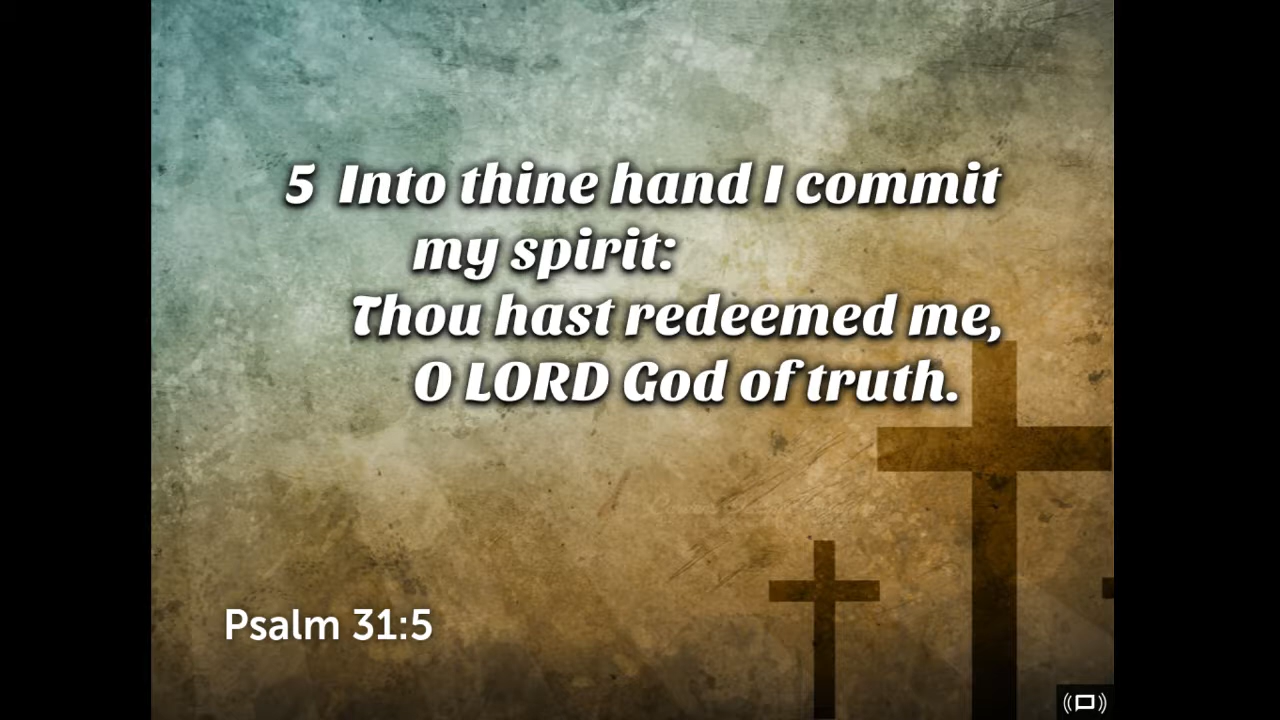 5 Into thine hand I commit
my spirit:
Thou hast redeemed me,
O LORD God of truth.
Psalm 31:5